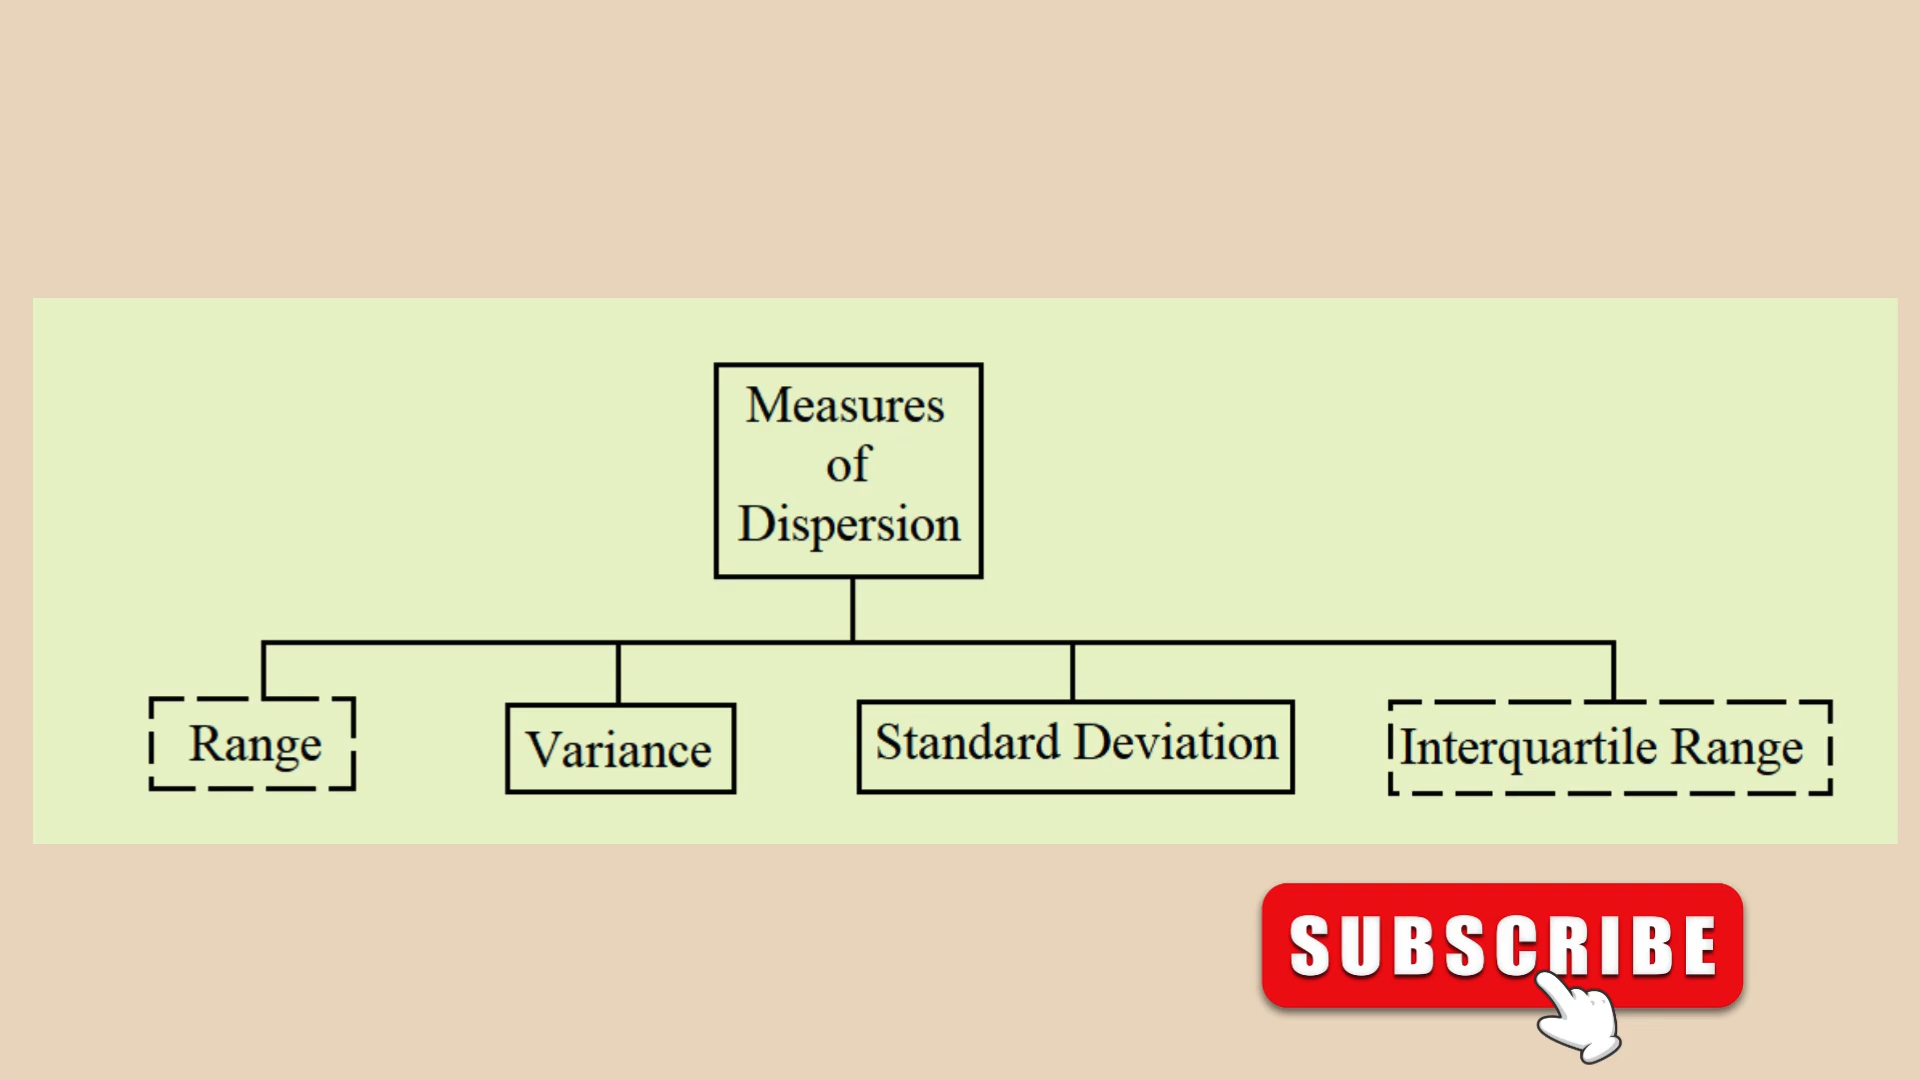 Measures
of
Dispersion
Range
Variance
Standard Deviation
Interquartile Range
SUBSCRIBE